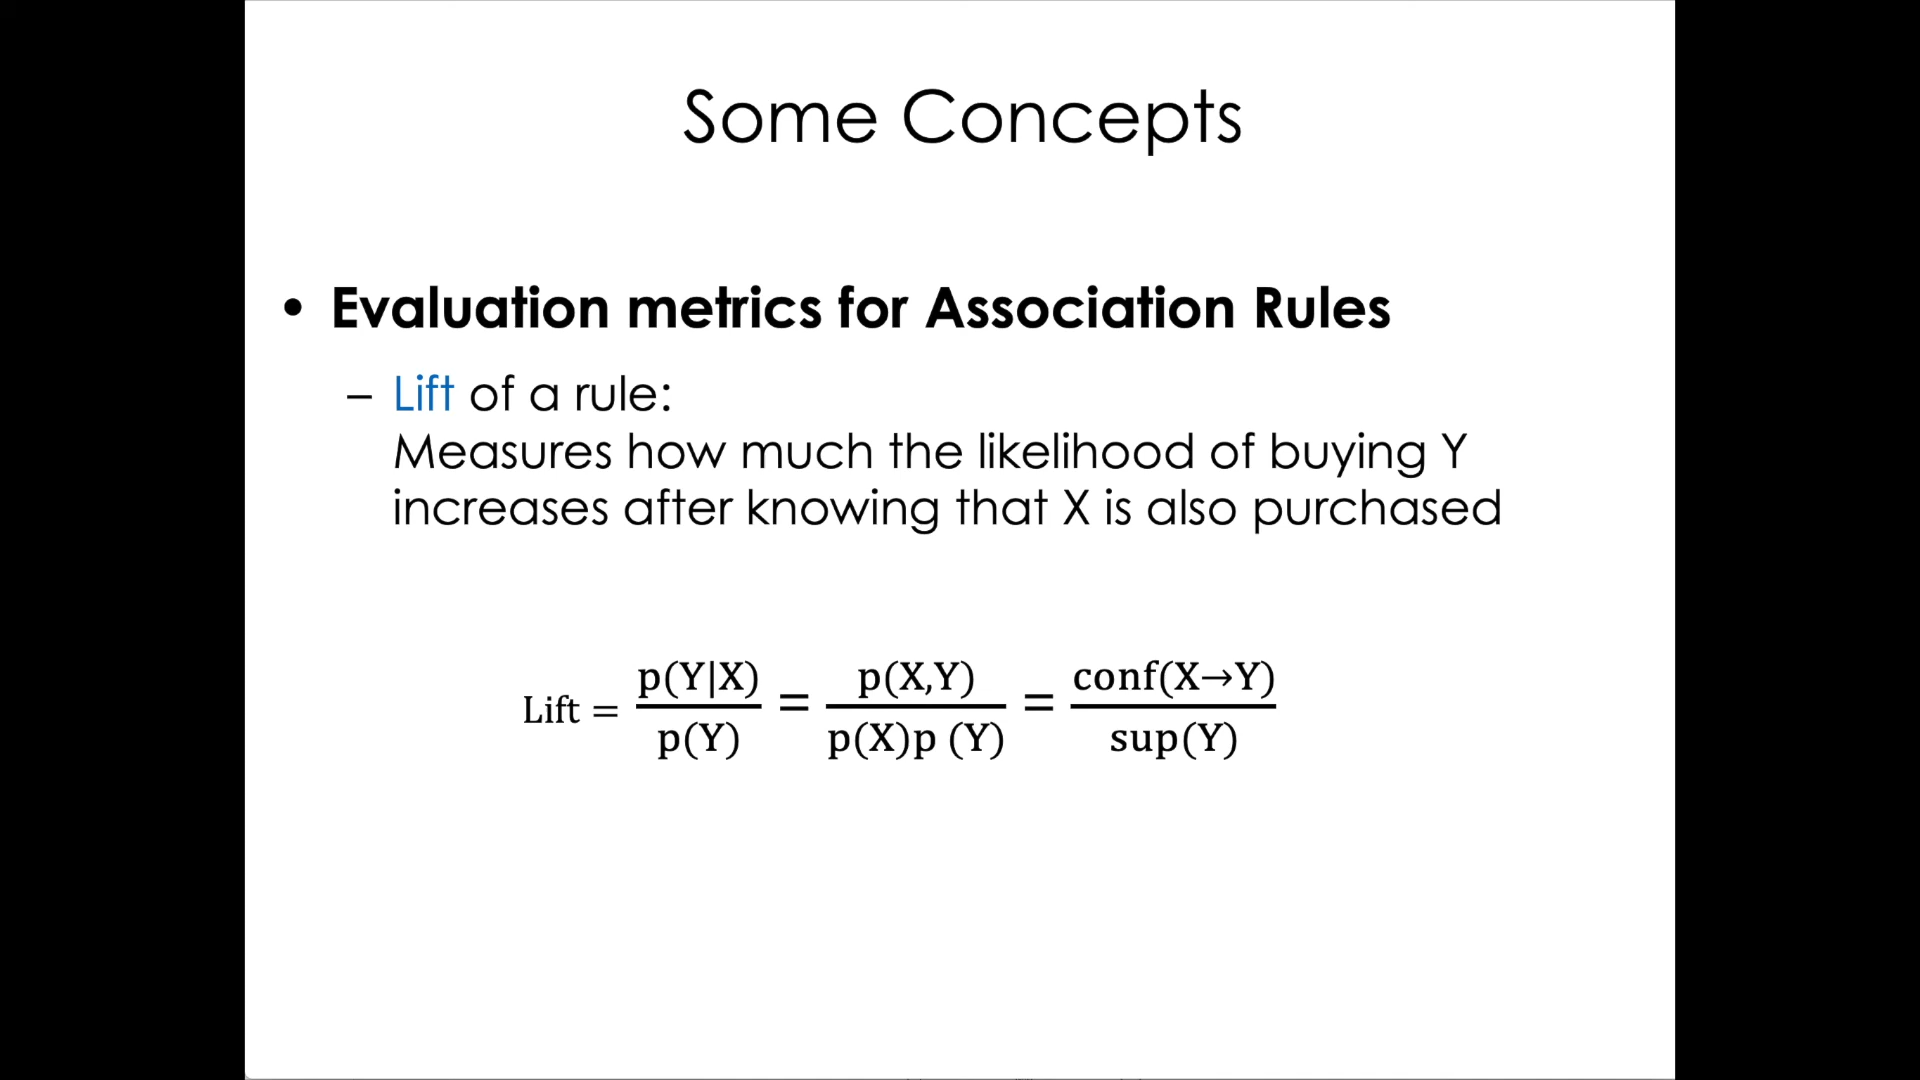 Some Concepts
• Evaluation metrics for Association Rules
– Lift of a rule:
Measures how much the likelihood of buying Y
increases after knowing that X is also purchased
Lift = p(Y|X)/p(Y) = p(X,Y)/p(X)p (Y) = conf(X→Y)/sup(Y)